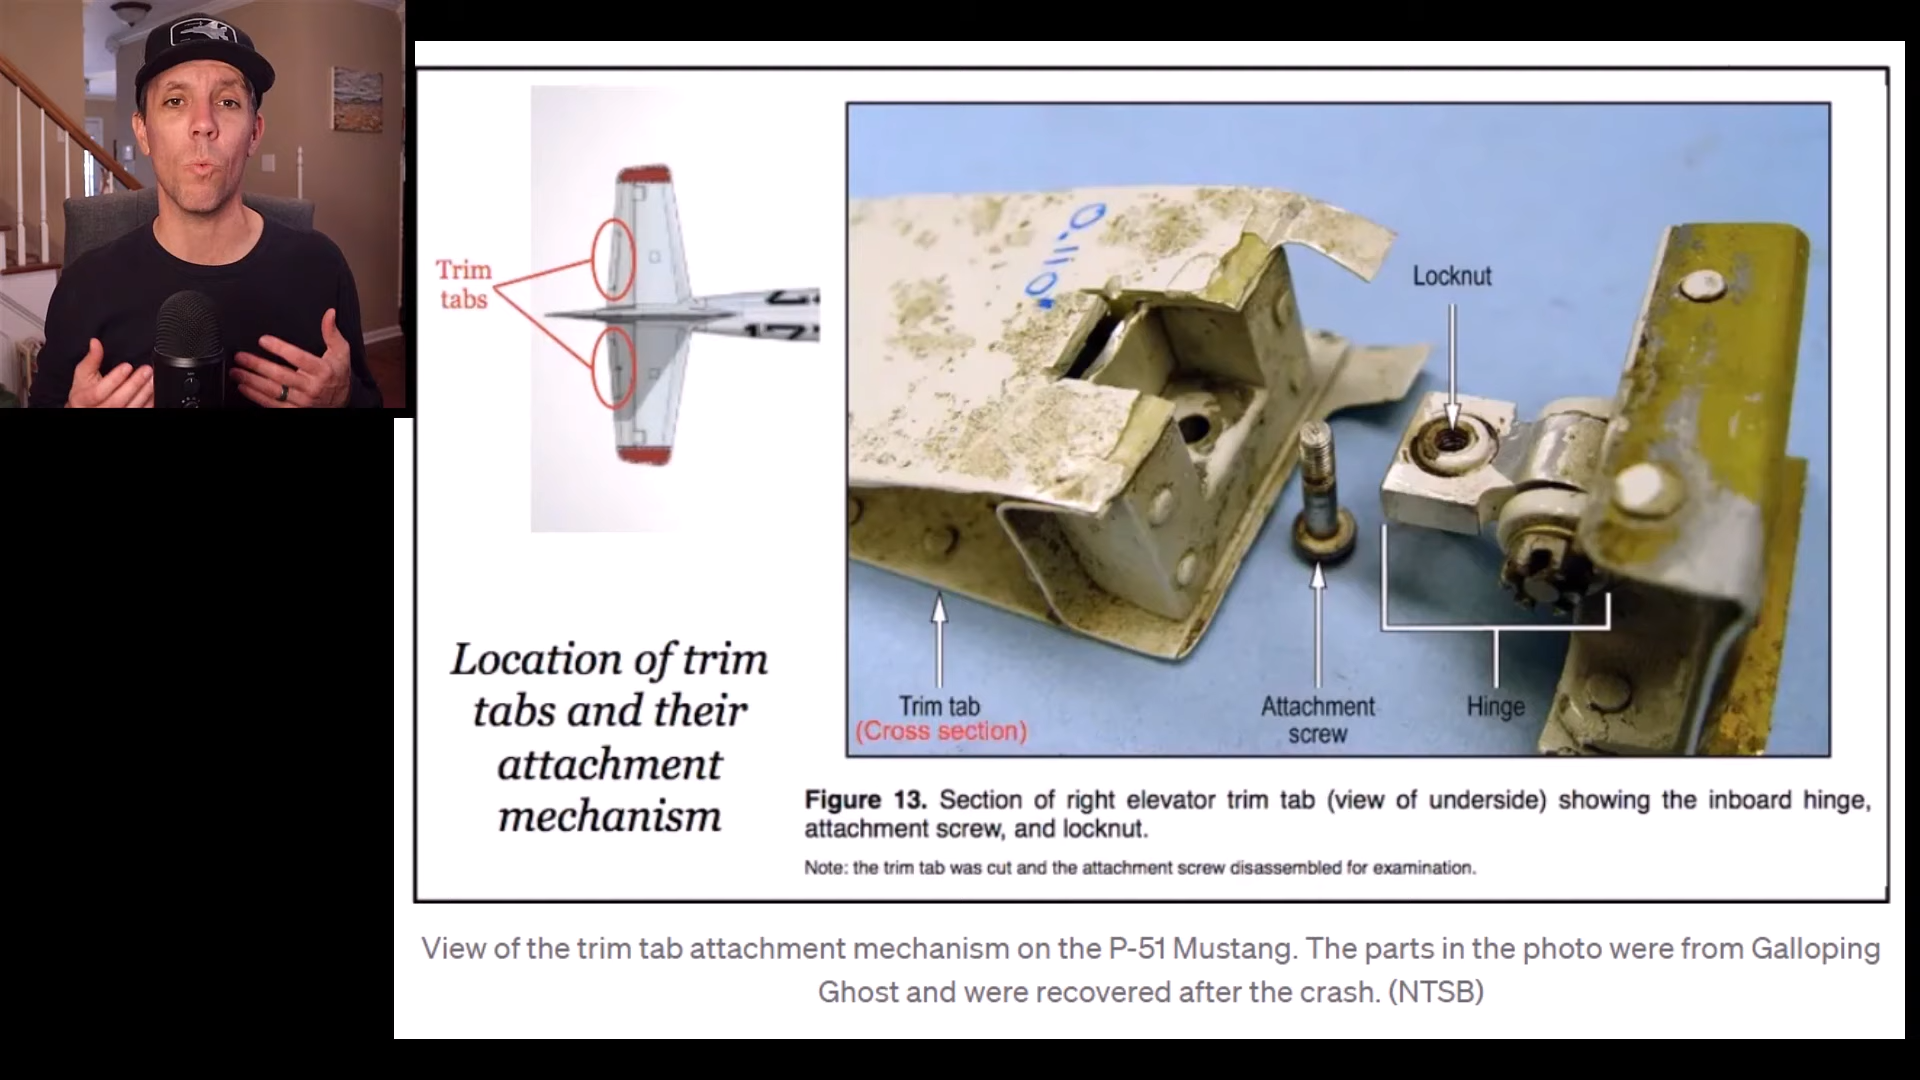 Trim
tabs
Location of trim
tabs and their
attachment
mechanism
0.110"
Locknut
Trim tab
(Cross section)
Attachment
screw
Hinge
Figure 13. Section of right elevator trim tab (view of underside) showing the inboard hinge,
attachment screw, and locknut.
Note: the trim tab was cut and the attachment screw disassembled for examination.
View of the trim tab attachment mechanism on the P-51 Mustang. The parts in the photo were from Galloping
Ghost and were recovered after the crash. (NTSB)